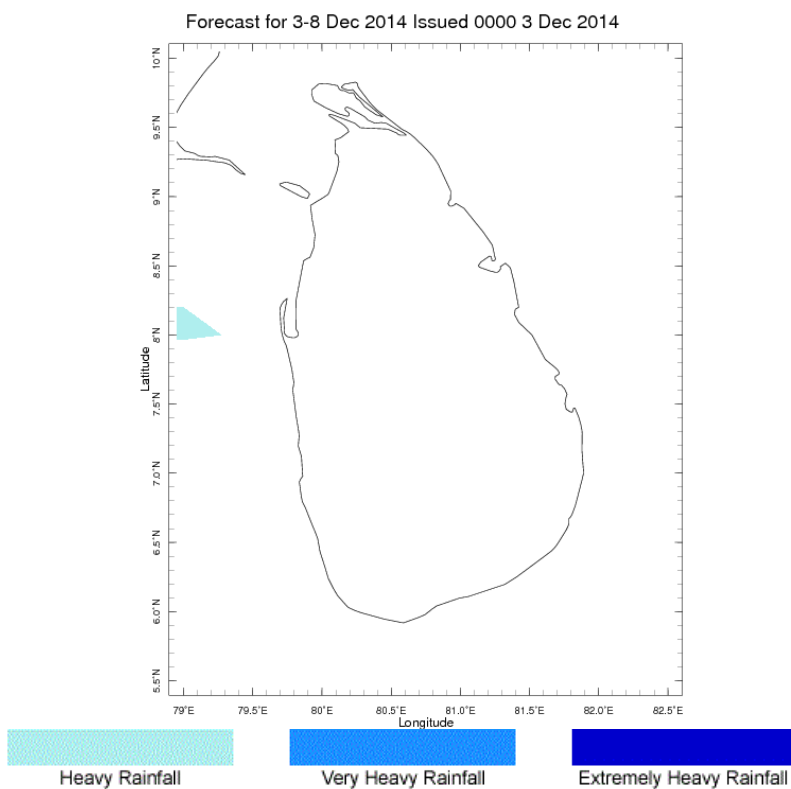 Forecast for 3-8 Dec 2014 Issued 0000 3 Dec 2014
10°N
9.5°N
9°N
8.5°N
8°N
7.5°N
7.0°N
6.5°N
6.0°N
5.5°N
Latitude
79°E 79.5°E 80°E 80.5°E 81.0°E 81.5°E 82.0°E 82.5°E
Longitude
Heavy Rainfall Very Heavy Rainfall Extremely Heavy Rainfall